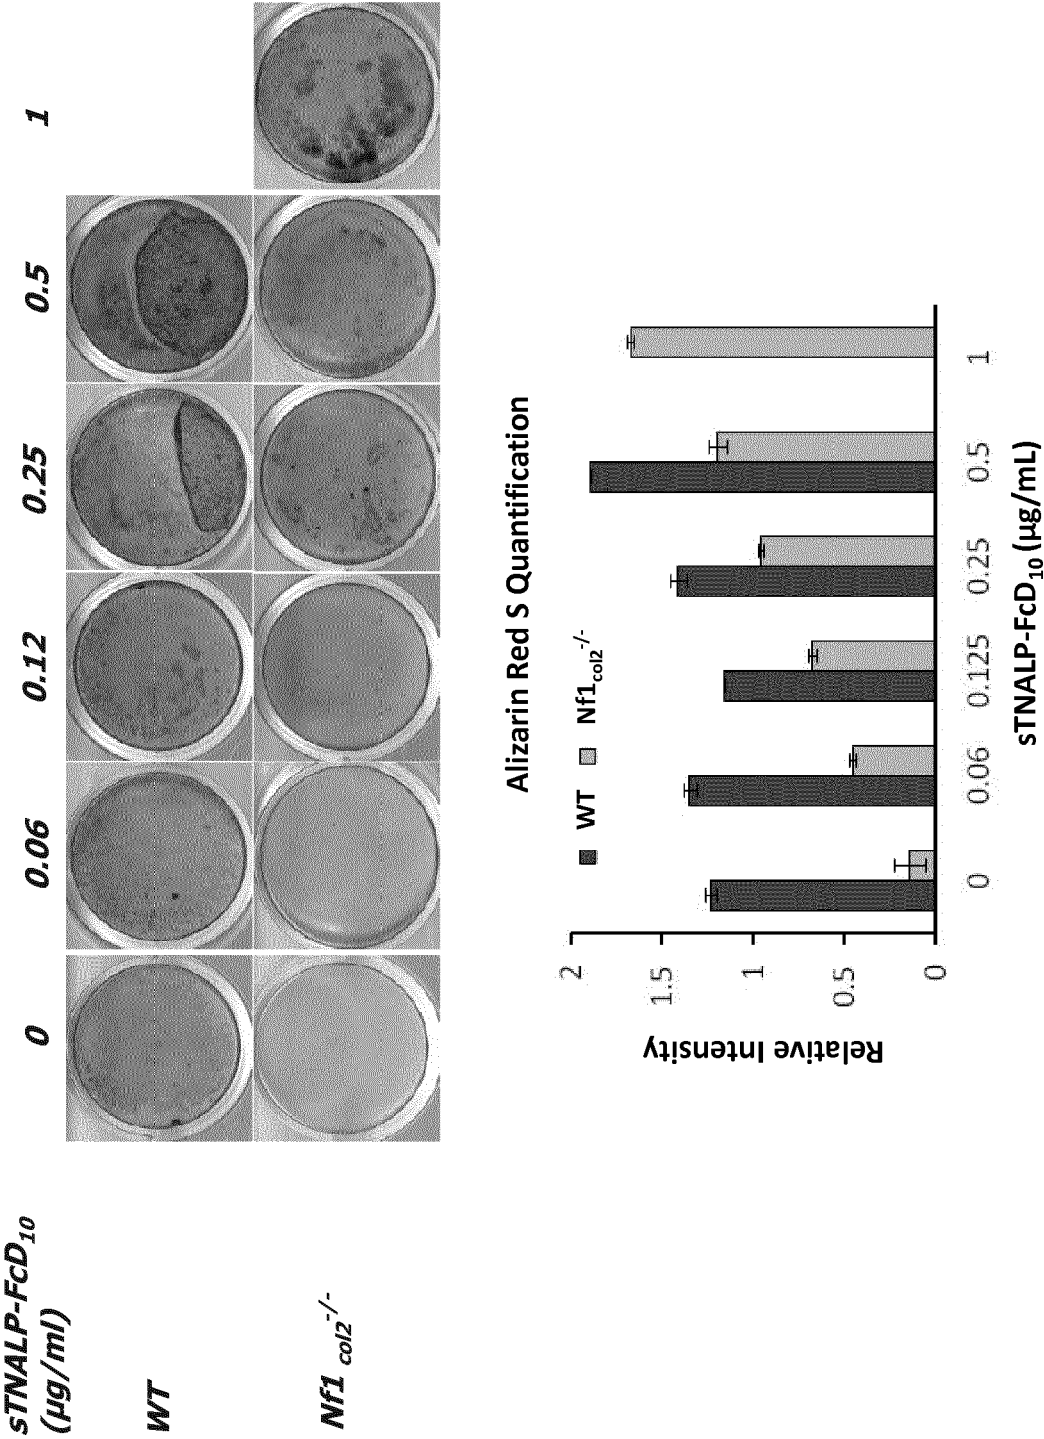 sTNALP-FcD10 (µg/ml) 0 0.06 0.12 0.25 0.5 1
WT
Nf1 col2-/-
Alizarin Red S Quantification
WT Nf1col2-/-
Relative Intensity
2
1.5
1
0.5
0
0 0.06 0.125 0.25 0.5 1
sTNALP-FcD10 (µg/mL)